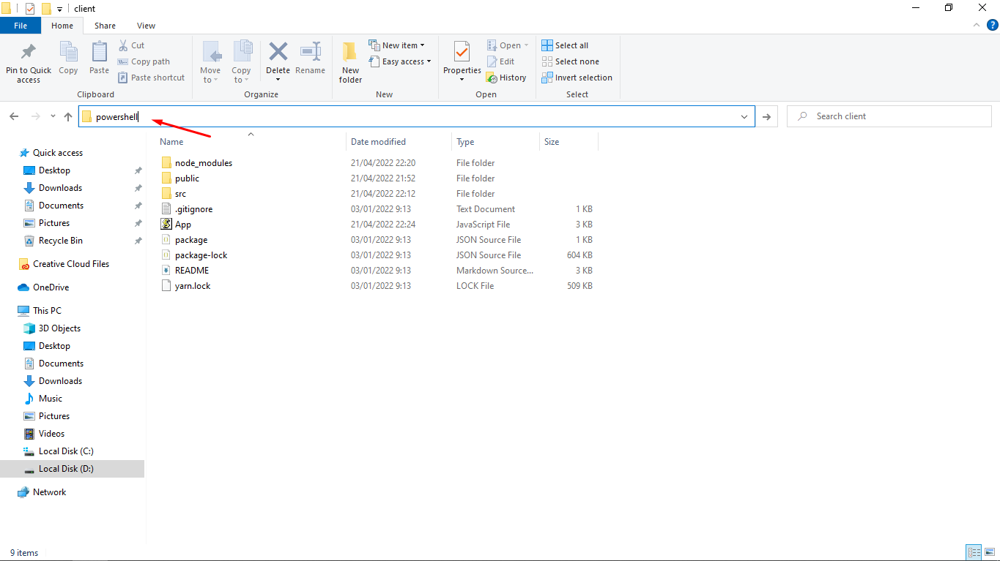 client
File Home Share View
Pin to Quick access
Copy
Paste
Cut
Copy path
Paste shortcut
Clipboard
Move to
Copy to
Delete
Rename
Organize
New folder
New item
Easy access
New
Properties
Open
Edit
History
Open
Select all
Select none
Invert selection
Select
powershell
Search client
?
Quick access
Desktop
Downloads
Documents
Pictures
Recycle Bin
Creative Cloud Files
OneDrive
This PC
3D Objects
Desktop
Documents
Downloads
Music
Pictures
Videos
Local Disk (C:)
Local Disk (D:)
Network
Name Date modified Type Size
node_modules 21/04/2022 22:20 File folder
public 21/04/2022 21:52 File folder
src 21/04/2022 22:12 File folder
.gitignore 03/01/2022 9:13 Text Document 1 KB
App 21/04/2022 22:24 JavaScript File 3 KB
package 03/01/2022 9:13 JSON Source File 1 KB
package-lock 03/01/2022 9:13 JSON Source File 604 KB
README 03/01/2022 9:13 Markdown Source... 3 KB
yarn.lock 03/01/2022 9:13 LOCK File 509 KB
9 items